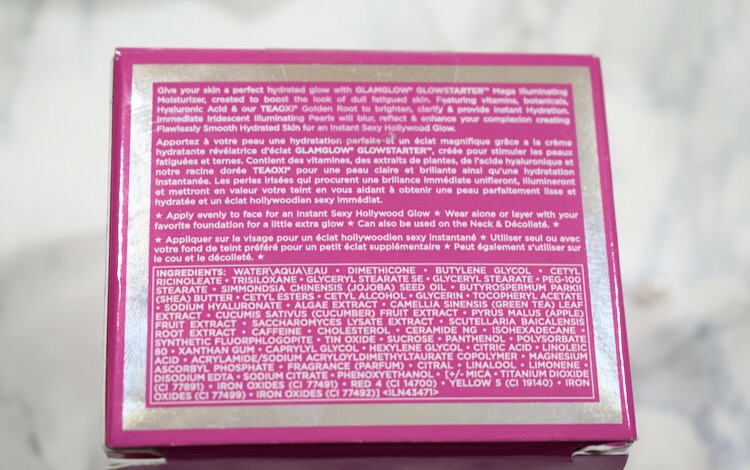 Give your skin a perfect hydrated glow with GLAMGLOW® GLOWSTARTER™ Mega Illuminating
Moisturizer, created to boost the look of dull fatigued skin. Featuring vitamins, botanicals,
Hyaluronic Acid & our TEAOXI® Golden Root to brighten, clarify & provide Instant Hydration.
Immediate Iridescent Illuminating Pearls will blur, reflect & enhance your complexion creating
Flawlessly Smooth Hydrated Skin for an Instant Sexy Hollywood Glow.
Apportez à votre peau une hydratation parfaite et un éclat magnifique grâce a la crème
hydratante révélatrice d'éclat GLAMGLOW® GLOWSTARTER™, créée pour stimuler les peaux
fatiguées et ternes. Contient des vitamines, des extraits de plantes, de l'acide hyaluronique et
notre racine dorée TEAOXI® pour une peau claire et brillante ainsi qu'une hydratation
instantanée. Les perles irisées qui procurent une brillance immédiate unifieront, illumineront
et mettront en valeur votre teint en vous aidant à obtenir une peau parfaitement lisse et
hydratée et un éclat hollywoodien sexy immédiat.
★ Apply evenly to face for an Instant Sexy Hollywood Glow ★ Wear alone or layer with your
favorite foundation for a little extra glow ★ Can also be used on the Neck & Décolleté. ★
★ Appliquer sur le visage pour un éclat hollywoodien sexy instantané ★ Utiliser seul ou avec
votre fond de teint préféré pour un petit éclat supplémentaire ★ Peut également s'utiliser sur
le cou et le décolleté. ★
INGREDIENTS: WATER\AQUA\EAU • DIMETHICONE • BUTYLENE GLYCOL • CETYL
RICINOLEATE • TRISILOXANE • GLYCERYL STEARATE SE • GLYCERYL STEARATE • PEG-100
STEARATE • SIMMONDSIA CHINENSIS (JOJOBA) SEED OIL • BUTYROSPERMUM PARKII
(SHEA) BUTTER • CETYL ESTERS • CETYL ALCOHOL • GLYCERIN • TOCOPHERYL ACETATE
• SODIUM HYALURONATE • ALGAE EXTRACT • CAMELLIA SINENSIS (GREEN TEA) LEAF
EXTRACT • CUCUMIS SATIVUS (CUCUMBER) FRUIT EXTRACT • PYRUS MALUS (APPLE)
FRUIT EXTRACT • SACCHAROMYCES LYSATE EXTRACT • SCUTELLARIA BAICALENSIS
ROOT EXTRACT • CAFFEINE • CHOLESTEROL • CERAMIDE NG • ISOHEXADECANE •
SYNTHETIC FLUORPHLOGOPITE • TIN OXIDE • SUCROSE • PANTHENOL • POLYSORBATE
80 • XANTHAN GUM • CAPRYLYL GLYCOL • HEXYLENE GLYCOL • CITRIC ACID • LINOLEIC
ACID • ACRYLAMIDE/SODIUM ACRYLOYLDIMETHYLTAURATE COPOLYMER • MAGNESIUM
ASCORBYL PHOSPHATE • FRAGRANCE (PARFUM) • CITRAL • LINALOOL • LIMONENE •
DISODIUM EDTA • SODIUM CITRATE • PHENOXYETHANOL • [+/- MICA • TITANIUM DIOXIDE
(CI 77891) • IRON OXIDES (CI 77491) • RED 4 (CI 14700) • YELLOW 5 (CI 19140) • IRON
OXIDES (CI 77499) • IRON OXIDES (CI 77492)] <ILN43471>